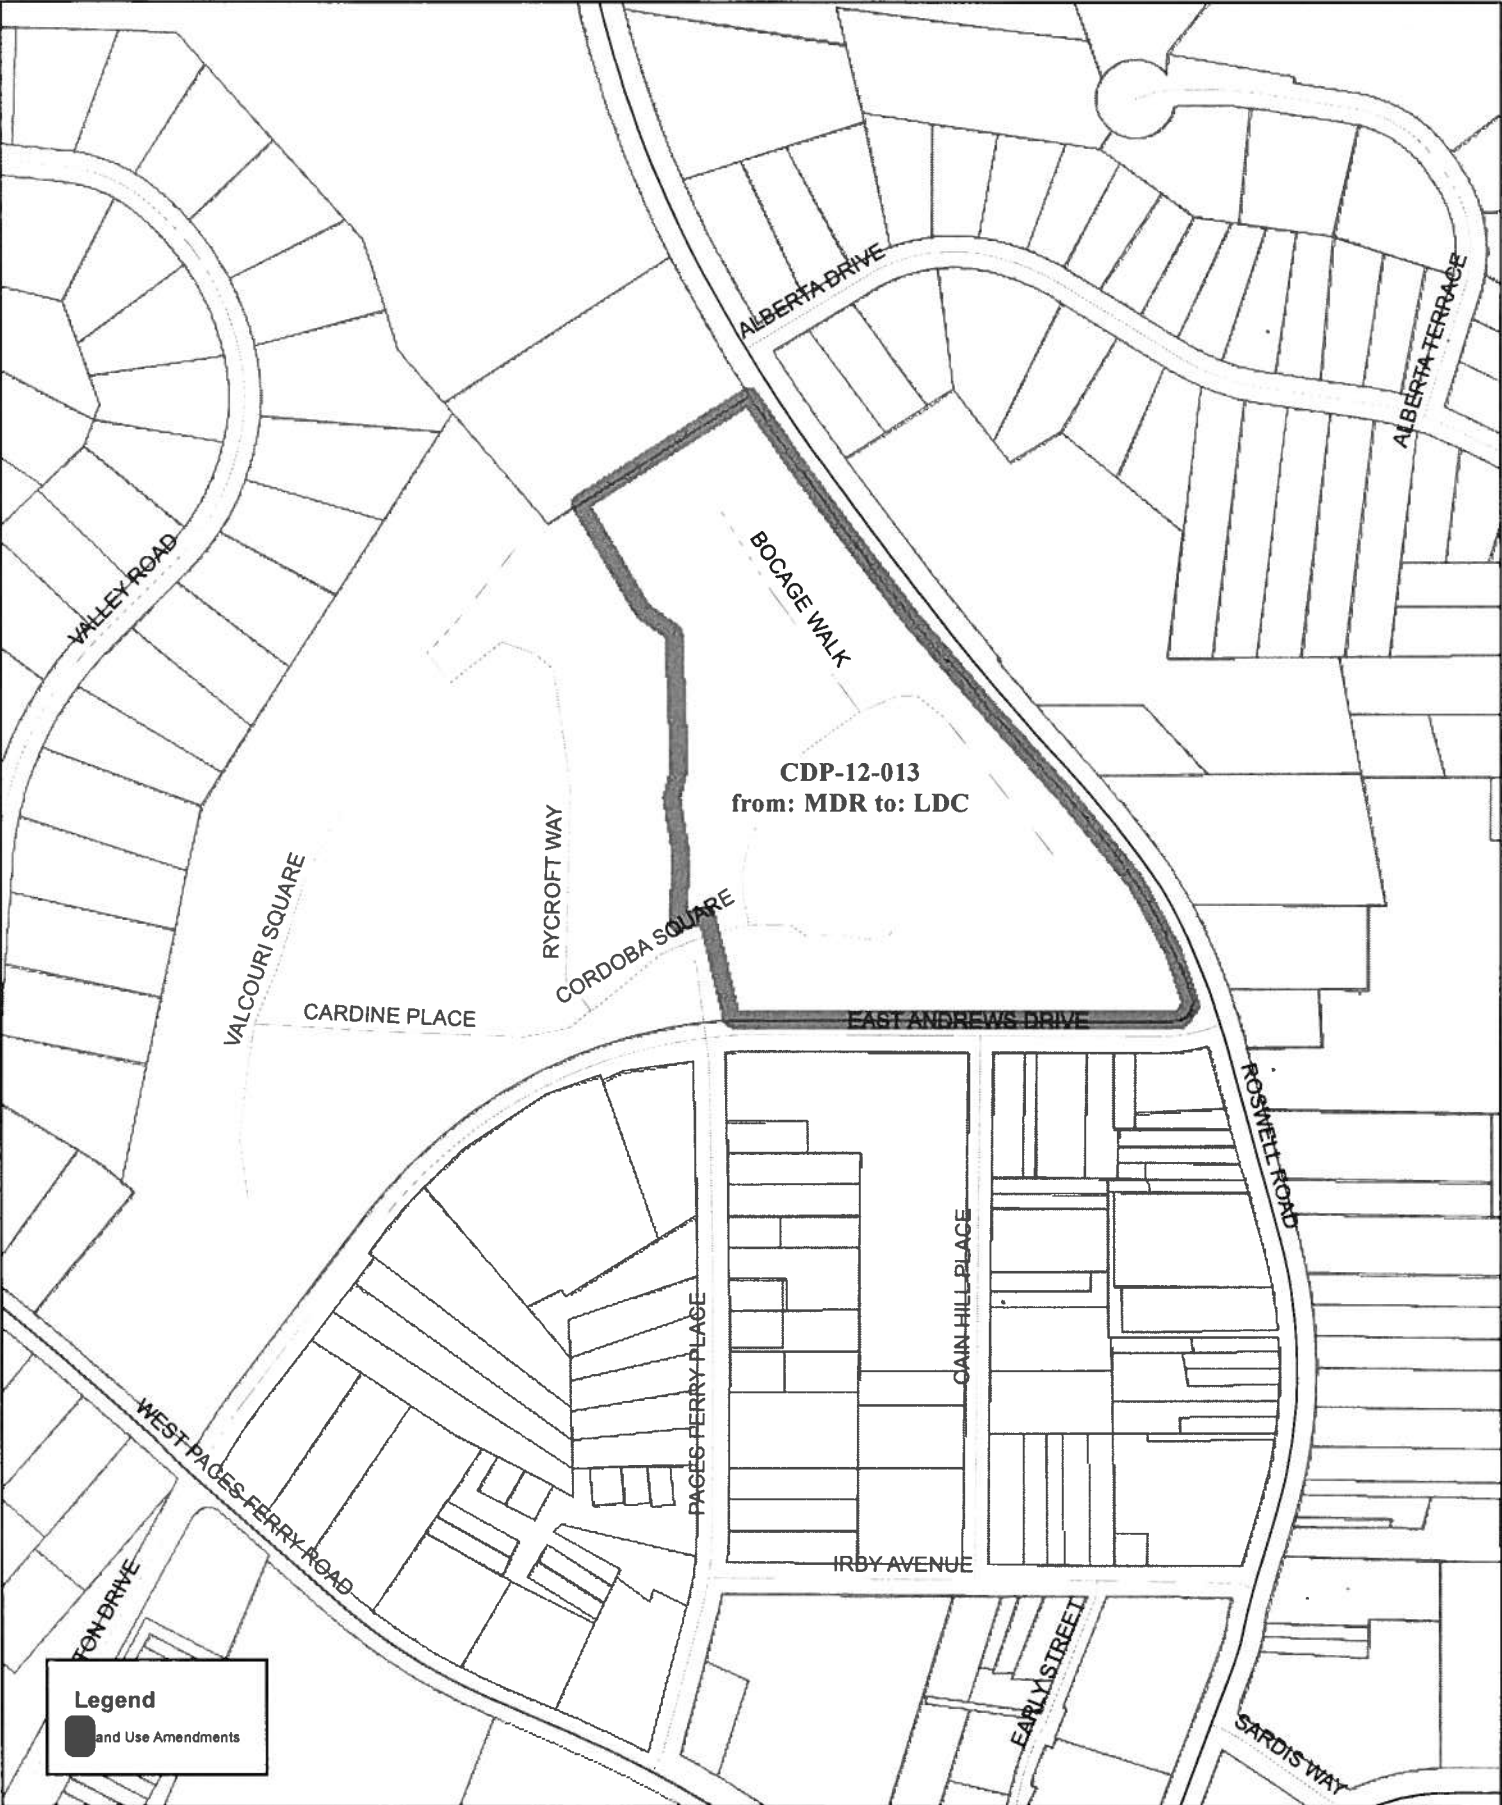 ALBERTA DRIVE
ALBERTA TERRACE
VALLEY ROAD
BOCAGE WALK
CDP-12-013
from: MDR to: LDC
RYCROFT WAY
VALCOURI SQUARE
CORDOBA SQUARE
CARDINE PLACE
EAST ANDREWS DRIVE
ROSWELL ROAD
CAIN HILL PLACE
PACES FERRY PLACE
WEST PACES FERRY ROAD
IRBY AVENUE
TON DRIVE
EARLY STREET
SARDIS WAY
Legend
and Use Amendments